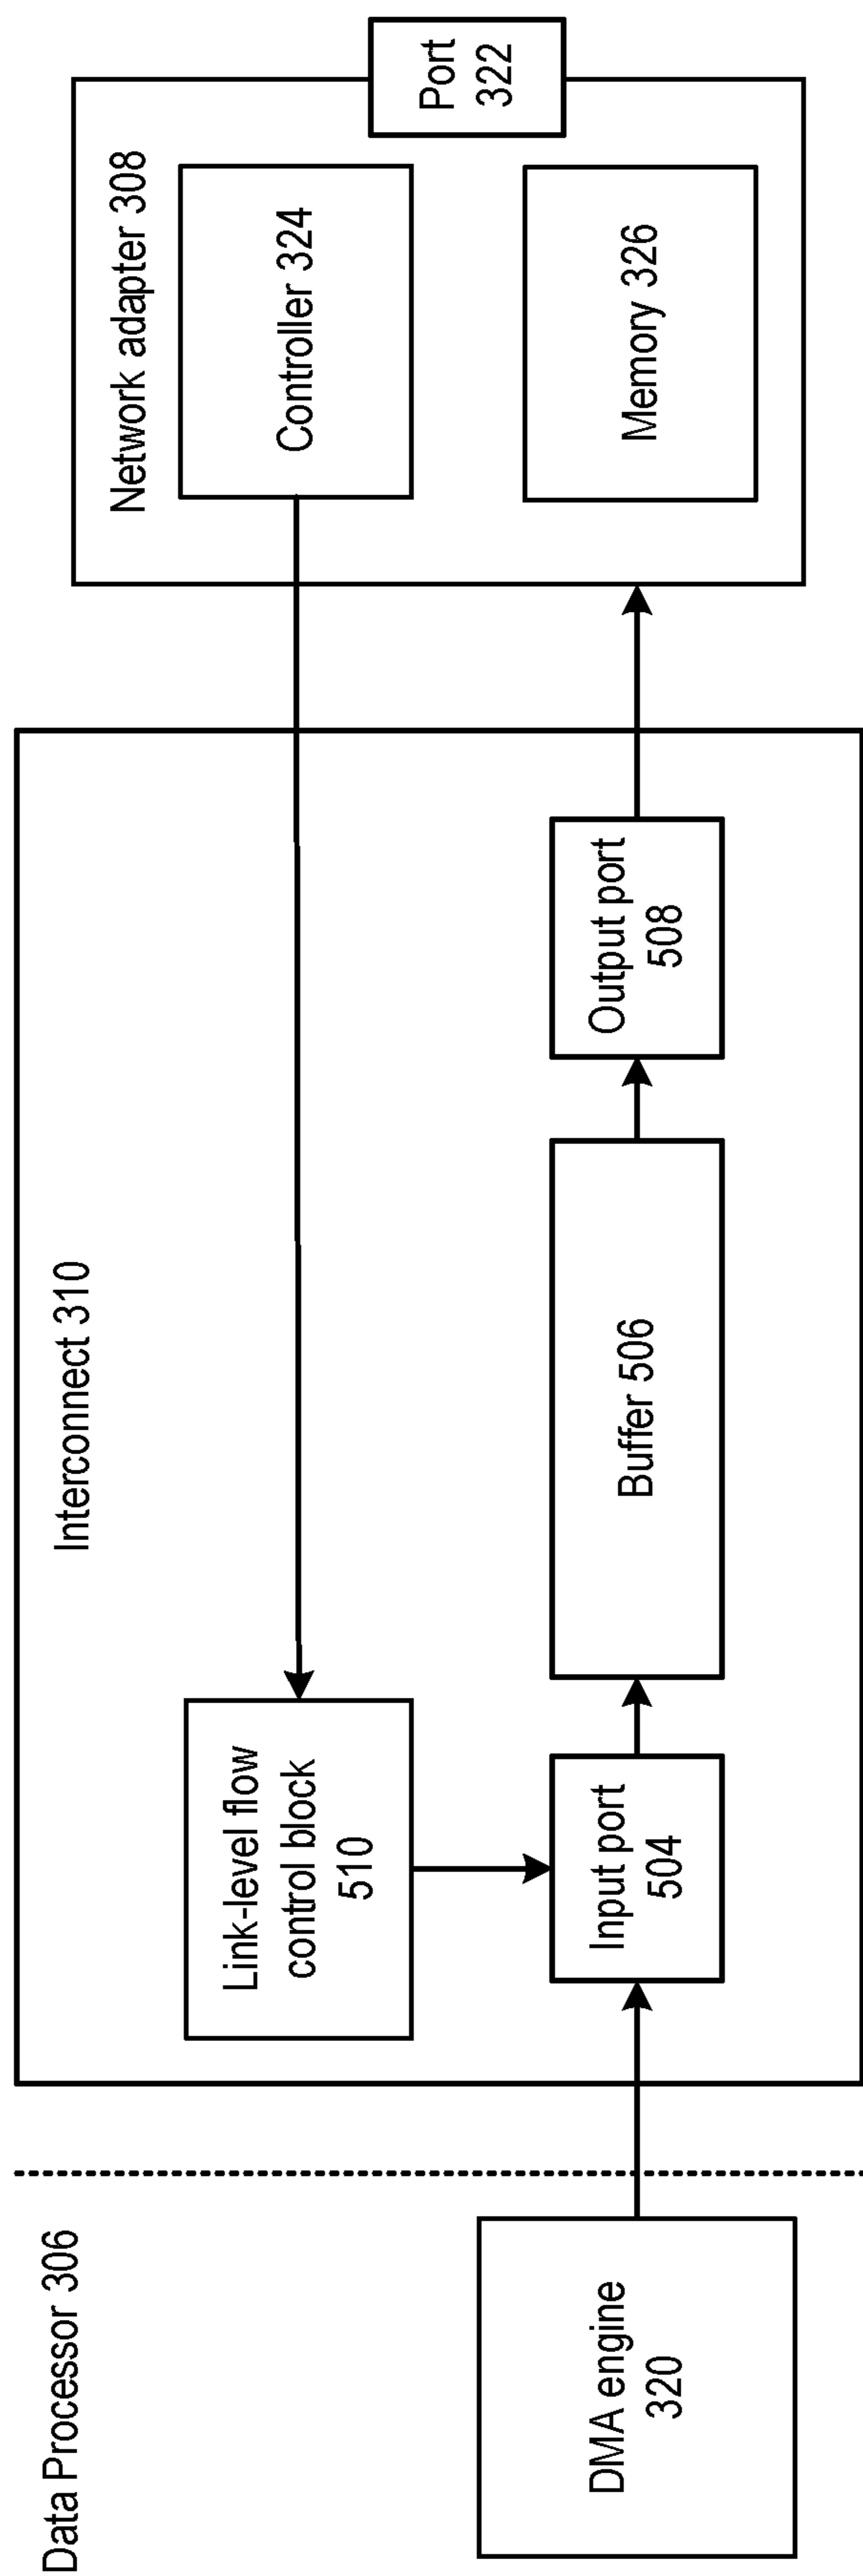 Data Processor 306
DMA engine
320
Interconnect 310
Link-level flow
control block
510
Input port
504
Buffer 506
Output port
508
Network adapter 308
Controller 324
Memory 326
Port
322